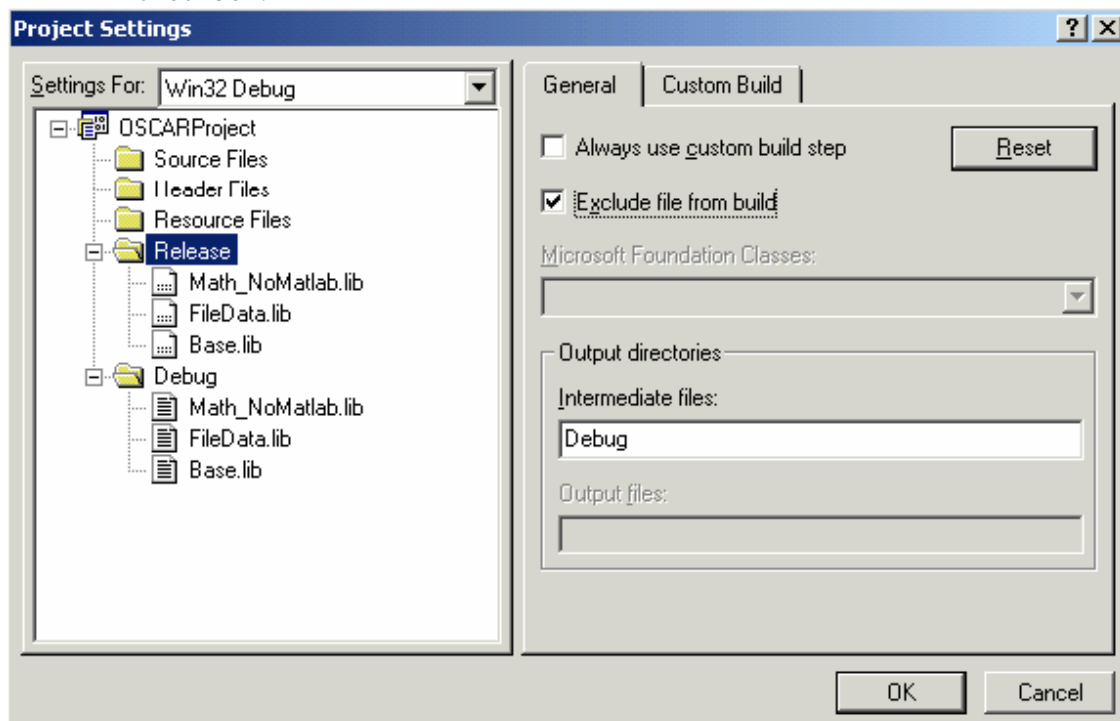 Project Settings
Settings For: Win32 Debug
OSCARProject
Source Files
Header Files
Resource Files
Release
Math_NoMatlab.lib
FileData.lib
Base.lib
Debug
Math_NoMatlab.lib
FileData.lib
Base.lib
General
Custom Build
Always use custom build step
Reset
Exclude file from build
Microsoft Foundation Classes:
Output directories
Intermediate files:
Debug
Output files:
OK
Cancel